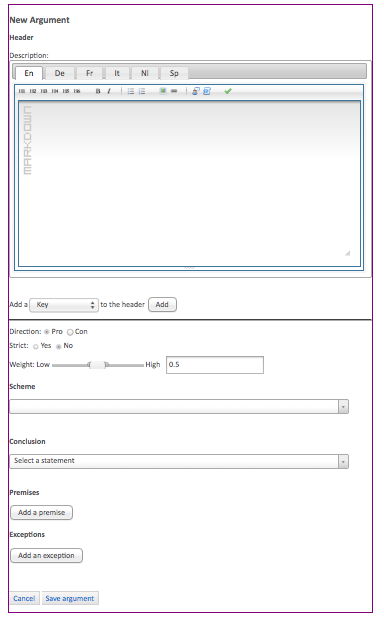 New Argument
Header
Description:
En De Fr It Nl Sp
H1 H2 H3 H4 H5 H6 B I
MARKDOWN
Add a Key to the header Add
Direction: Pro Con
Strict: Yes No
Weight: Low High 0.5
Scheme
Conclusion
Select a statement
Premises
Add a premise
Exceptions
Add an exception
Cancel Save argument